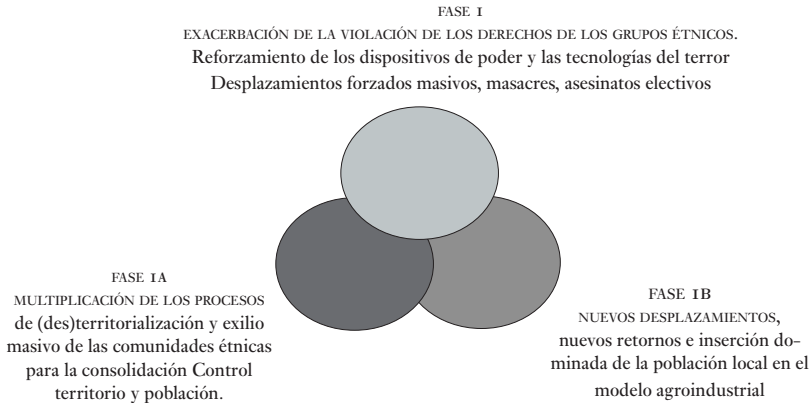 FASE I
EXACERBACIÓN DE LA VIOLACIÓN DE LOS DERECHOS DE LOS GRUPOS ÉTNICOS.
Reforzamiento de los dispositivos de poder y las tecnologías del terror
Desplazamientos forzados masivos, masacres, asesinatos electivos
FASE IA
MULTIPLICACIÓN DE LOS PROCESOS
de (des)territorialización y exilio
masivo de las comunidades étnicas
para la consolidación Control
territorio y población.
FASE IB
NUEVOS DESPLAZAMIENTOS,
nuevos retornos e inserción do-
minada de la población local en el
modelo agroindustrial